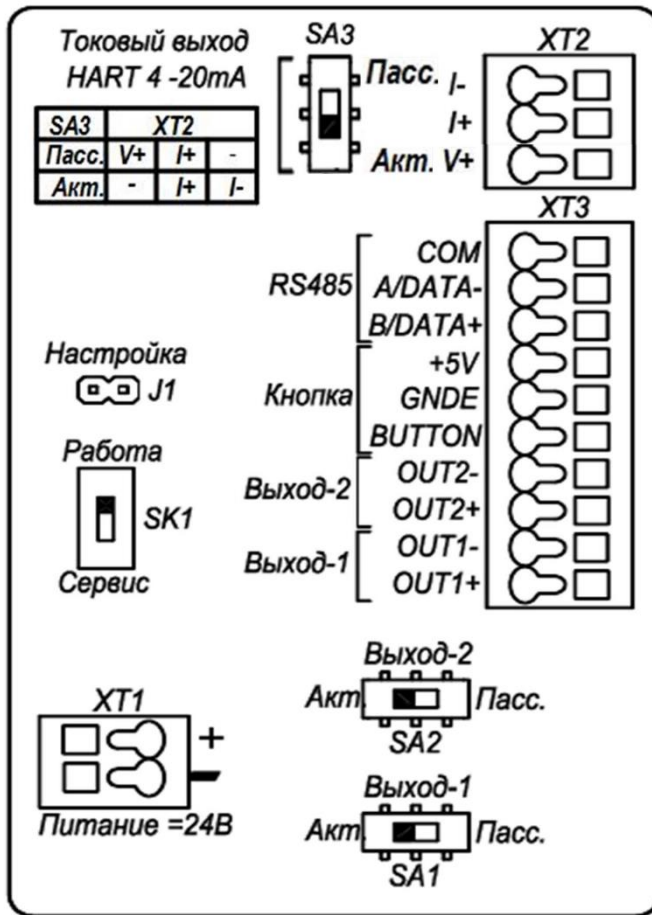 Токовый выход
HART 4 -20mA
SA3 XT2
Пасс. V+ I+ -
Акт. - I+ I-
SA3
Пасс.
Акт.
XT2
I-
I+
V+
XT3
RS485
COM
A/DATA-
B/DATA+
Кнопка
+5V
GNDE
BUTTON
Выход-2
OUT2-
OUT2+
Выход-1
OUT1-
OUT1+
Настройка
J1
Работа
SK1
Сервис
XT1
+
-
Питание =24В
Выход-2
Акт Пасс.
SA2
Выход-1
Акт Пасс.
SA1